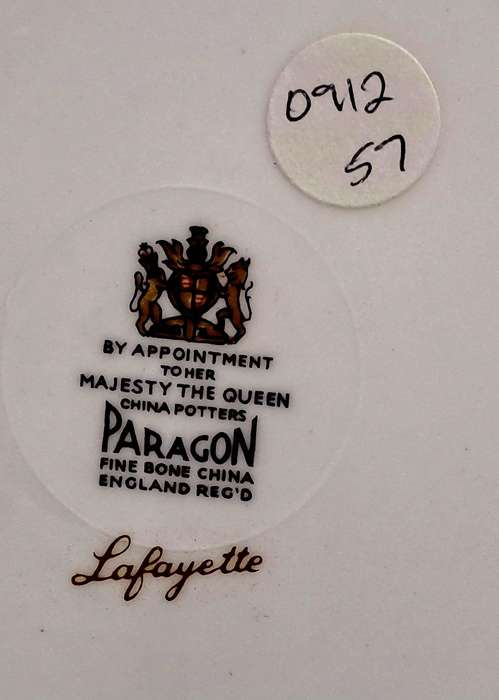 0912
57
BY APPOINTMENT
TO HER
MAJESTY THE QUEEN
CHINA POTTERS
PARAGON
FINE BONE CHINA
ENGLAND REG'D
Lafayette